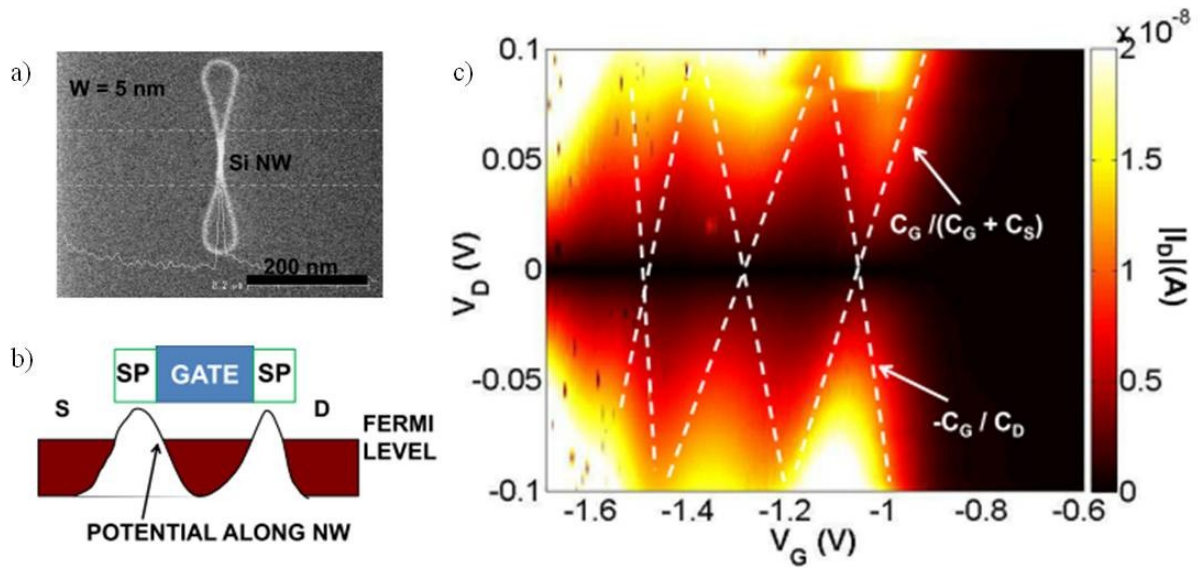 a)
W = 5 nm
Si NW
200 nm
b)
SP GATE SP
S D
FERMI
LEVEL
POTENTIAL ALONG NW
c)
x 10⁻⁸
0.1
0.05
0
-0.05
-0.1
V_D (V)
-1.6 -1.4 -1.2 -1 -0.8 -0.6
V_G (V)
C_G /(C_G + C_S)
-C_G / C_D
2
1.5
1
0.5
0
|I_D|(A)